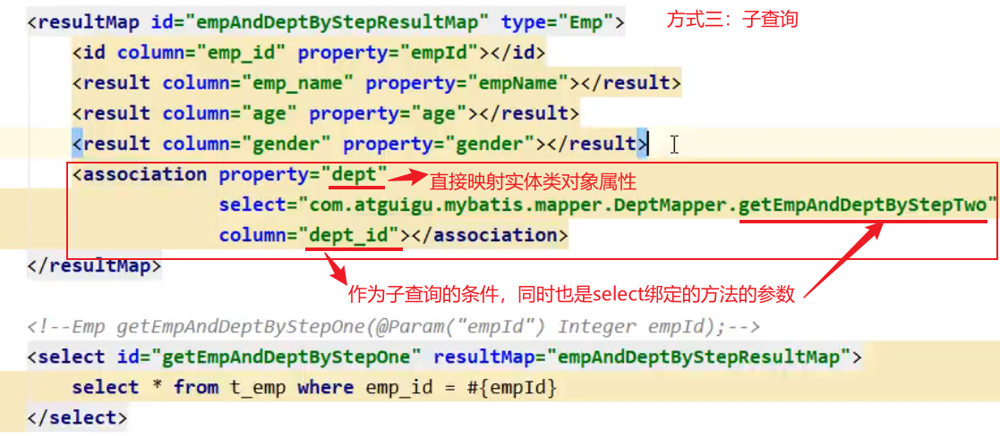 <resultMap id="empAndDeptByStepResultMap" type="Emp">
方式三：子查询
<id column="emp_id" property="empId"></id>
<result column="emp_name" property="empName"></result>
<result column="age" property="age"></result>
<result column="gender" property="gender"></result>
<association property="dept"
直接映射实体类对象属性
select="com.atguigu.mybatis.mapper.DeptMapper.getEmpAndDeptByStepTwo"
column="dept_id"></association>
</resultMap>
作为子查询的条件，同时也是select绑定的方法的参数
<!--Emp getEmpAndDeptByStepOne(@Param("empId") Integer empId);-->
<select id="getEmpAndDeptByStepOne" resultMap="empAndDeptByStepResultMap">
select * from t_emp where emp_id = #{empId}
</select>